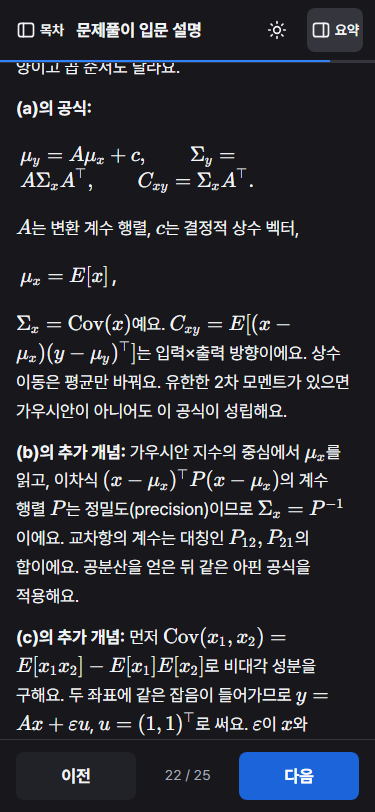 목차 문제풀이 입문 설명 요약
양이고 곱 순서도 달라요.
(a)의 공식:
μ_y = Aμ_x + c, Σ_y =
AΣ_xA^⊤, C_xy = Σ_xA^⊤.
A는 변환 계수 행렬, c는 결정적 상수 벡터,
μ_x = E[x],
Σ_x = Cov(x)예요. C_xy = E[(x −
μ_x)(y − μ_y)^⊤]는 입력×출력 방향이에요. 상수
이동은 평균만 바꿔요. 유한한 2차 모멘트가 있으면
가우시안이 아니어도 이 공식이 성립해요.
(b)의 추가 개념: 가우시안 지수의 중심에서 μ_x를
읽고, 이차식 (x − μ_x)^⊤P(x − μ_x)의 계수
행렬 P는 정밀도(precision)이므로 Σ_x = P^−1
이에요. 교차항의 계수는 대칭인 P_12, P_21의
합이에요. 공분산을 얻은 뒤 같은 아핀 공식을
적용해요.
(c)의 추가 개념: 먼저 Cov(x_1, x_2) =
E[x_1x_2] − E[x_1]E[x_2]로 비대각 성분을
구해요. 두 좌표에 같은 잡음이 들어가므로 y =
Ax + εu, u = (1, 1)^⊤로 써요. ε이 x와
이전 22 / 25 다음